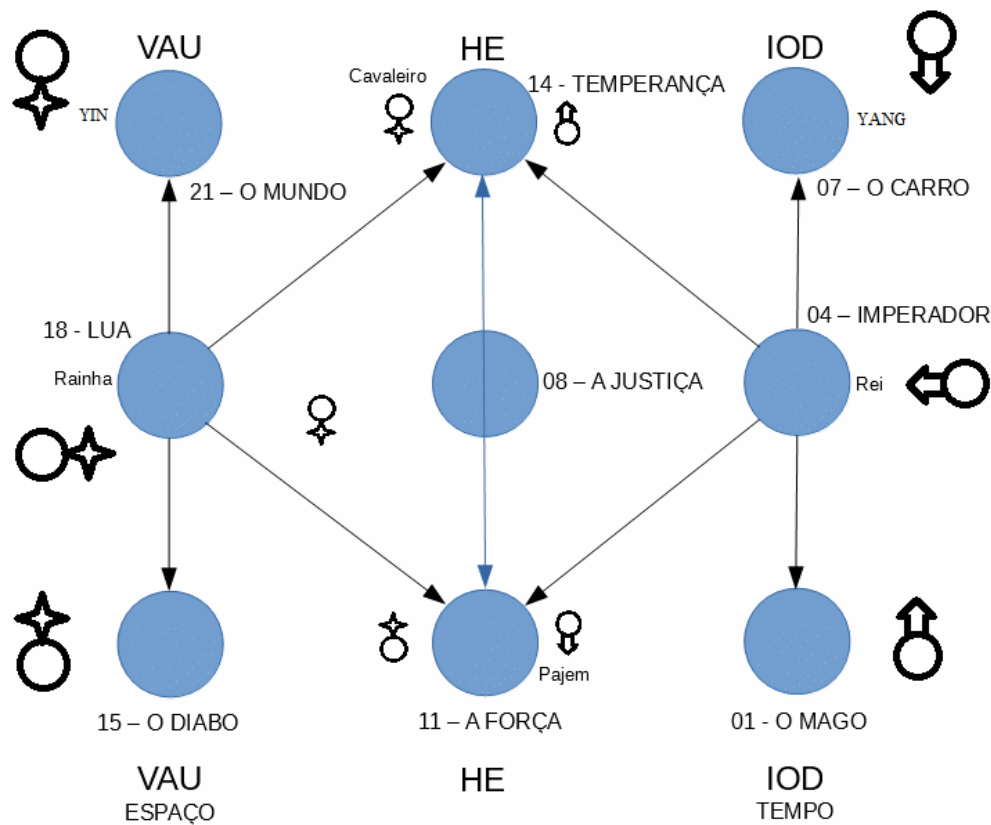 VAU
HE
IOD
Cavaleiro
14 - TEMPERANÇA
YIN
YANG
21 – O MUNDO
07 – O CARRO
18 - LUA
04 – IMPERADOR
Rainha
08 – A JUSTIÇA
Rei
Pajem
15 – O DIABO
11 – A FORÇA
01 - O MAGO
VAU
HE
IOD
ESPAÇO
TEMPO